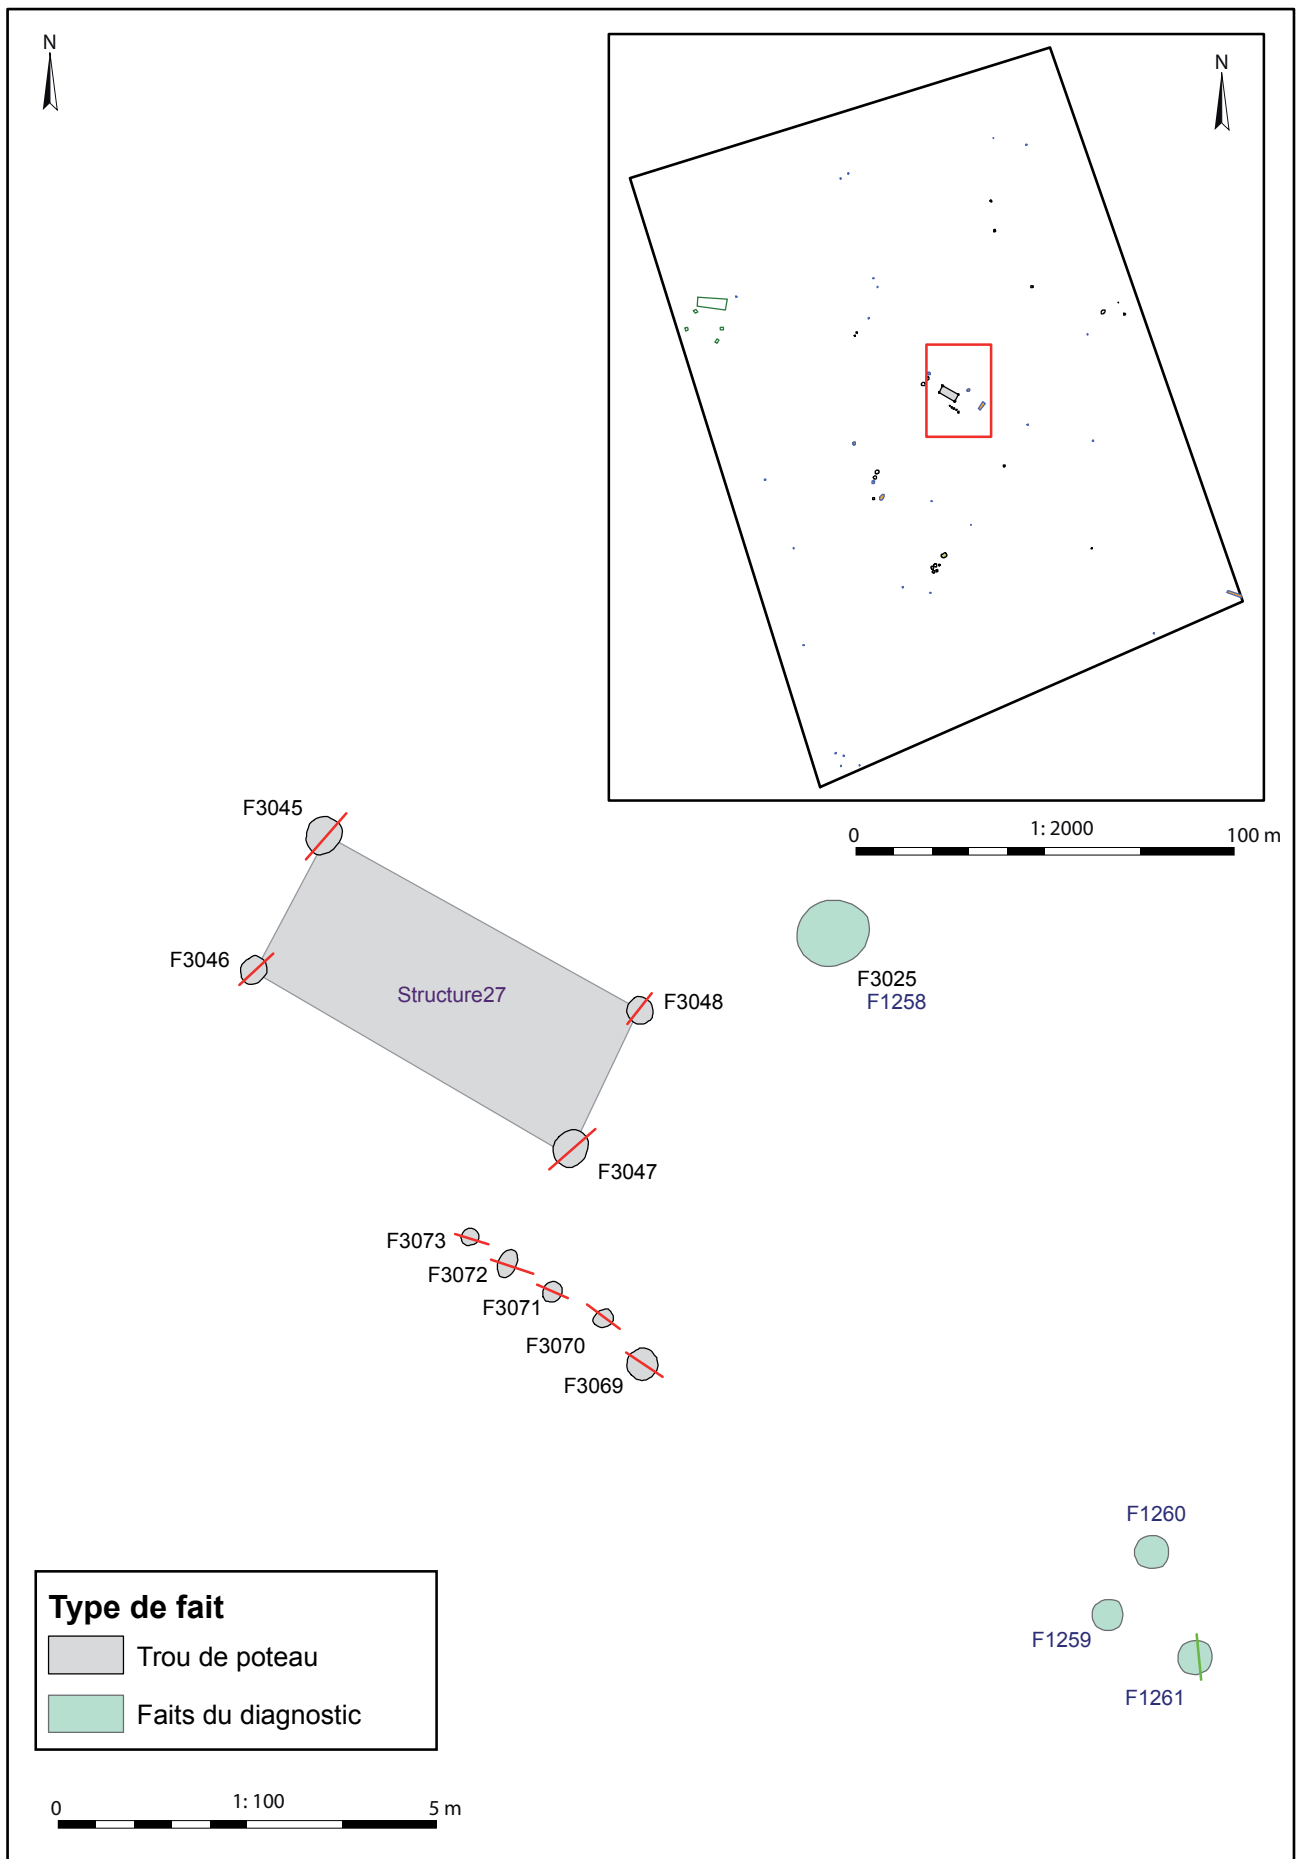 N
N
0 1: 2000 100 m
F3045
F3046
Structure27
F3048
F3025
F1258
F3047
F3073
F3072
F3071
F3070
F3069
F1260
F1259
F1261
Type de fait
Trou de poteau
Faits du diagnostic
0 1: 100 5 m